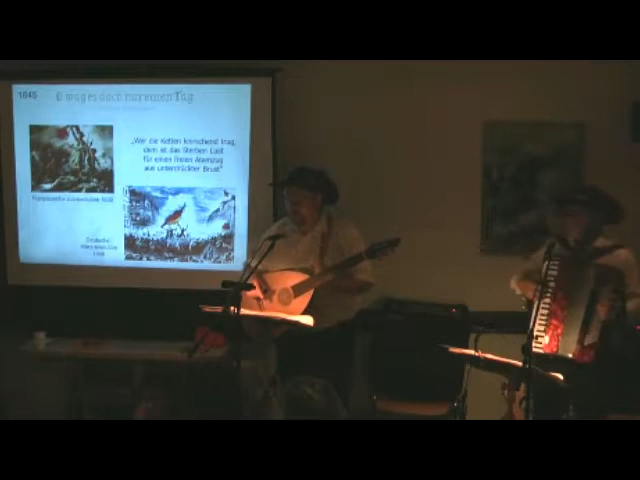 1845
O wag es doch nur einen Tag
„Wer die Ketten knirschend trug,
dem ist das Sterben Lust
für einen freien Atemzug
aus unterdrückter Brust"
Deutsche